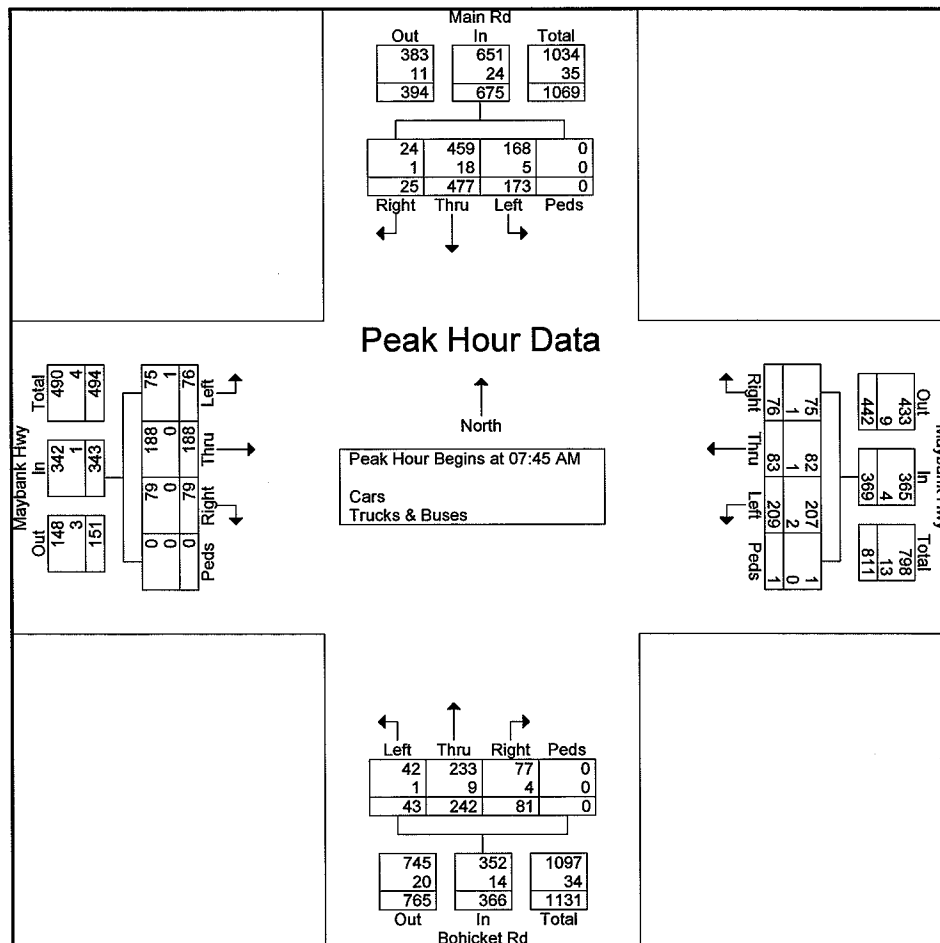 Main Rd
Out In Total
383 651 1034
11 24 35
394 675 1069
24 459 168 0
1 18 5 0
25 477 173 0
Right Thru Left Peds
Peak Hour Data
North
Peak Hour Begins at 07:45 AM
Cars
Trucks & Buses
Maybank Hwy
Out In Total
148 342 490
3 1 4
151 343 494
Peds Right Thru Left
0 79 188 75
0 0 0 1
0 79 188 76
Maybank Hwy
Out In Total
433 365 798
9 4 13
442 369 811
75 82 207 1
1 1 2 0
76 83 209 1
Right Thru Left Peds
Left Thru Right Peds
42 233 77 0
1 9 4 0
43 242 81 0
745 352 1097
20 14 34
765 366 1131
Out In Total
Bohicket Rd